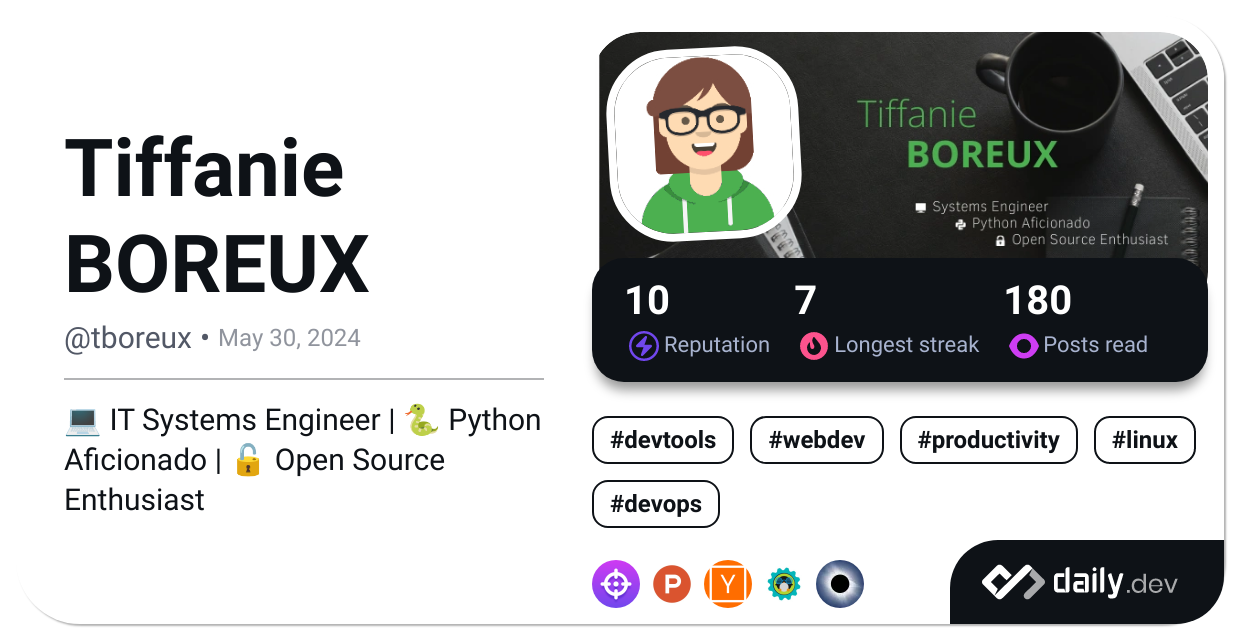 Tiffanie
BOREUX
@tboreux • May 30, 2024
💻 IT Systems Engineer | 🐍 Python
Aficionado | 🔓 Open Source
Enthusiast
Tiffanie
BOREUX
Systems Engineer
Python Aficionado
Open Source Enthusiast
10 7 180
Reputation Longest streak Posts read
#devtools #webdev #productivity #linux
#devops
P Y
daily.dev